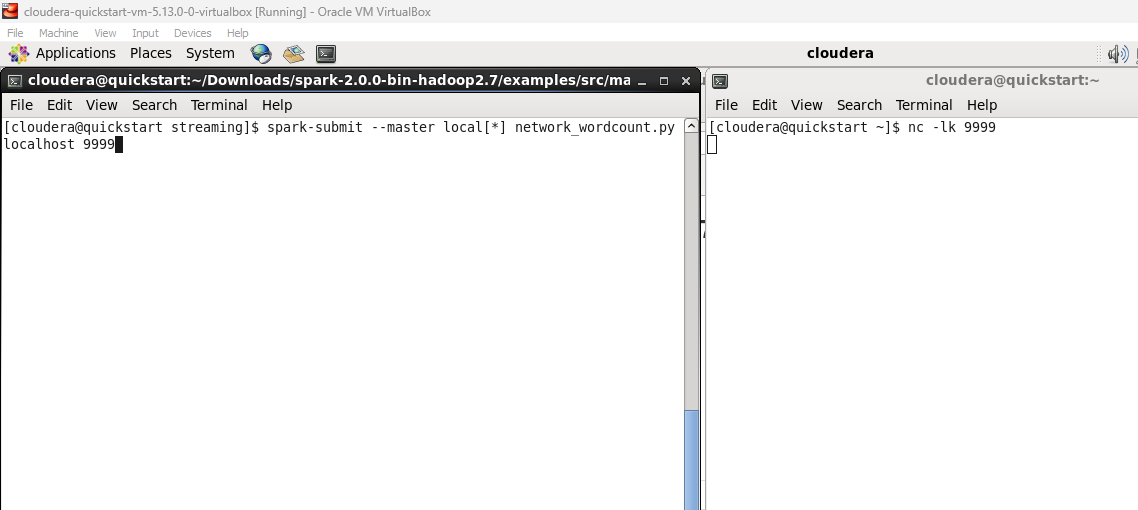 cloudera-quickstart-vm-5.13.0-0-virtualbox [Running] - Oracle VM VirtualBox
File Machine View Input Devices Help
Applications Places System cloudera
cloudera@quickstart:~/Downloads/spark-2.0.0-bin-hadoop2.7/examples/src/ma
File Edit View Search Terminal Help
[cloudera@quickstart streaming]$ spark-submit --master local[*] network_wordcount.py
localhost 9999
cloudera@quickstart:~
File Edit View Search Terminal Help
[cloudera@quickstart ~]$ nc -lk 9999